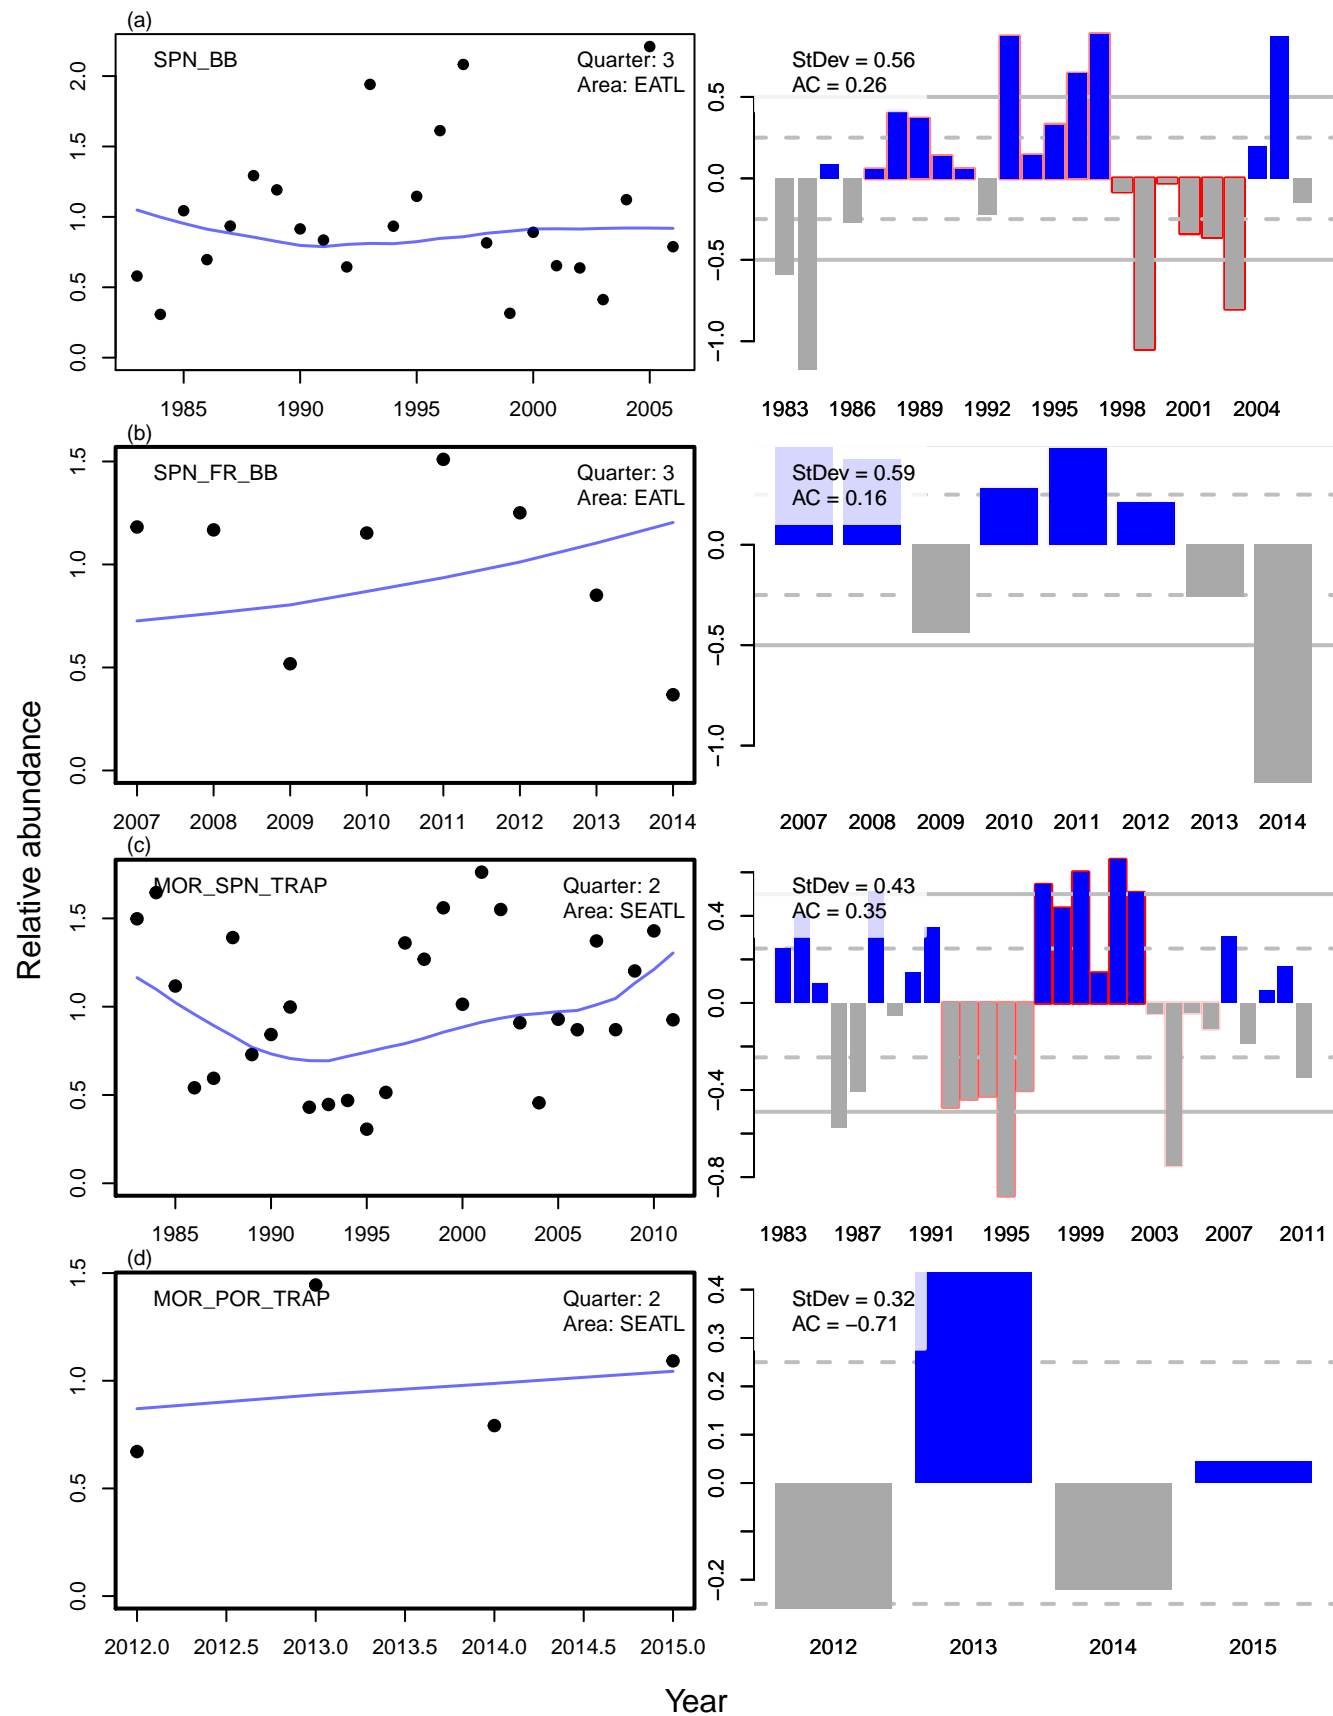 (a)
SPN_BB
Quarter: 3
Area: EATL
0.0 0.5 1.0 1.5 2.0
1985 1990 1995 2000 2005
StDev = 0.56
AC = 0.26
−1.0 −0.5 0.0 0.5
1983 1986 1989 1992 1995 1998 2001 2004
(b)
SPN_FR_BB
Quarter: 3
Area: EATL
0.0 0.5 1.0 1.5
2007 2008 2009 2010 2011 2012 2013 2014
StDev = 0.59
AC = 0.16
−1.0 −0.5 0.0
2007 2008 2009 2010 2011 2012 2013 2014
Relative abundance
(c)
MOR_SPN_TRAP
Quarter: 2
Area: SEATL
0.0 0.5 1.0 1.5
1985 1990 1995 2000 2005 2010
StDev = 0.43
AC = 0.35
−0.8 −0.4 0.0 0.4
1983 1987 1991 1995 1999 2003 2007 2011
(d)
MOR_POR_TRAP
Quarter: 2
Area: SEATL
0.0 0.5 1.0 1.5
2012.0 2012.5 2013.0 2013.5 2014.0 2014.5 2015.0
StDev = 0.32
AC = −0.71
−0.2 0.0 0.1 0.2 0.3 0.4
2012 2013 2014 2015
Year